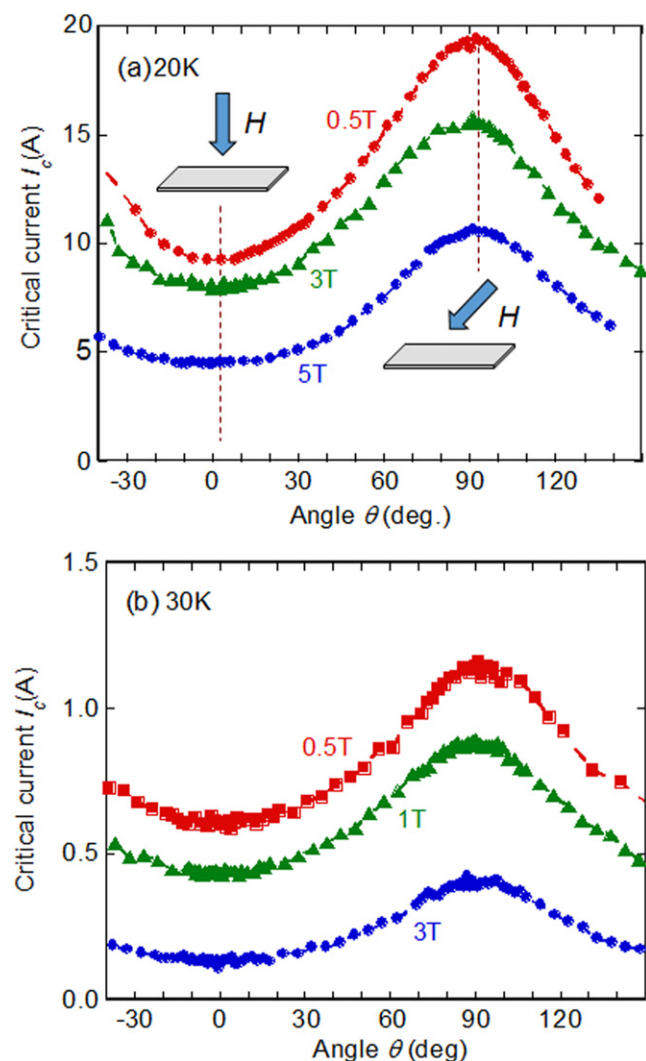 20
(a)20K
H
0.5T
15
10
3T
H
5
5T
0
-30 0 30 60 90 120
Critical current I_c(A)
Angle θ (deg.)
1.5
(b) 30K
1.0
0.5T
1T
0.5
3T
0.0
-30 0 30 60 90 120
Critical current I_c(A)
Angle θ (deg)